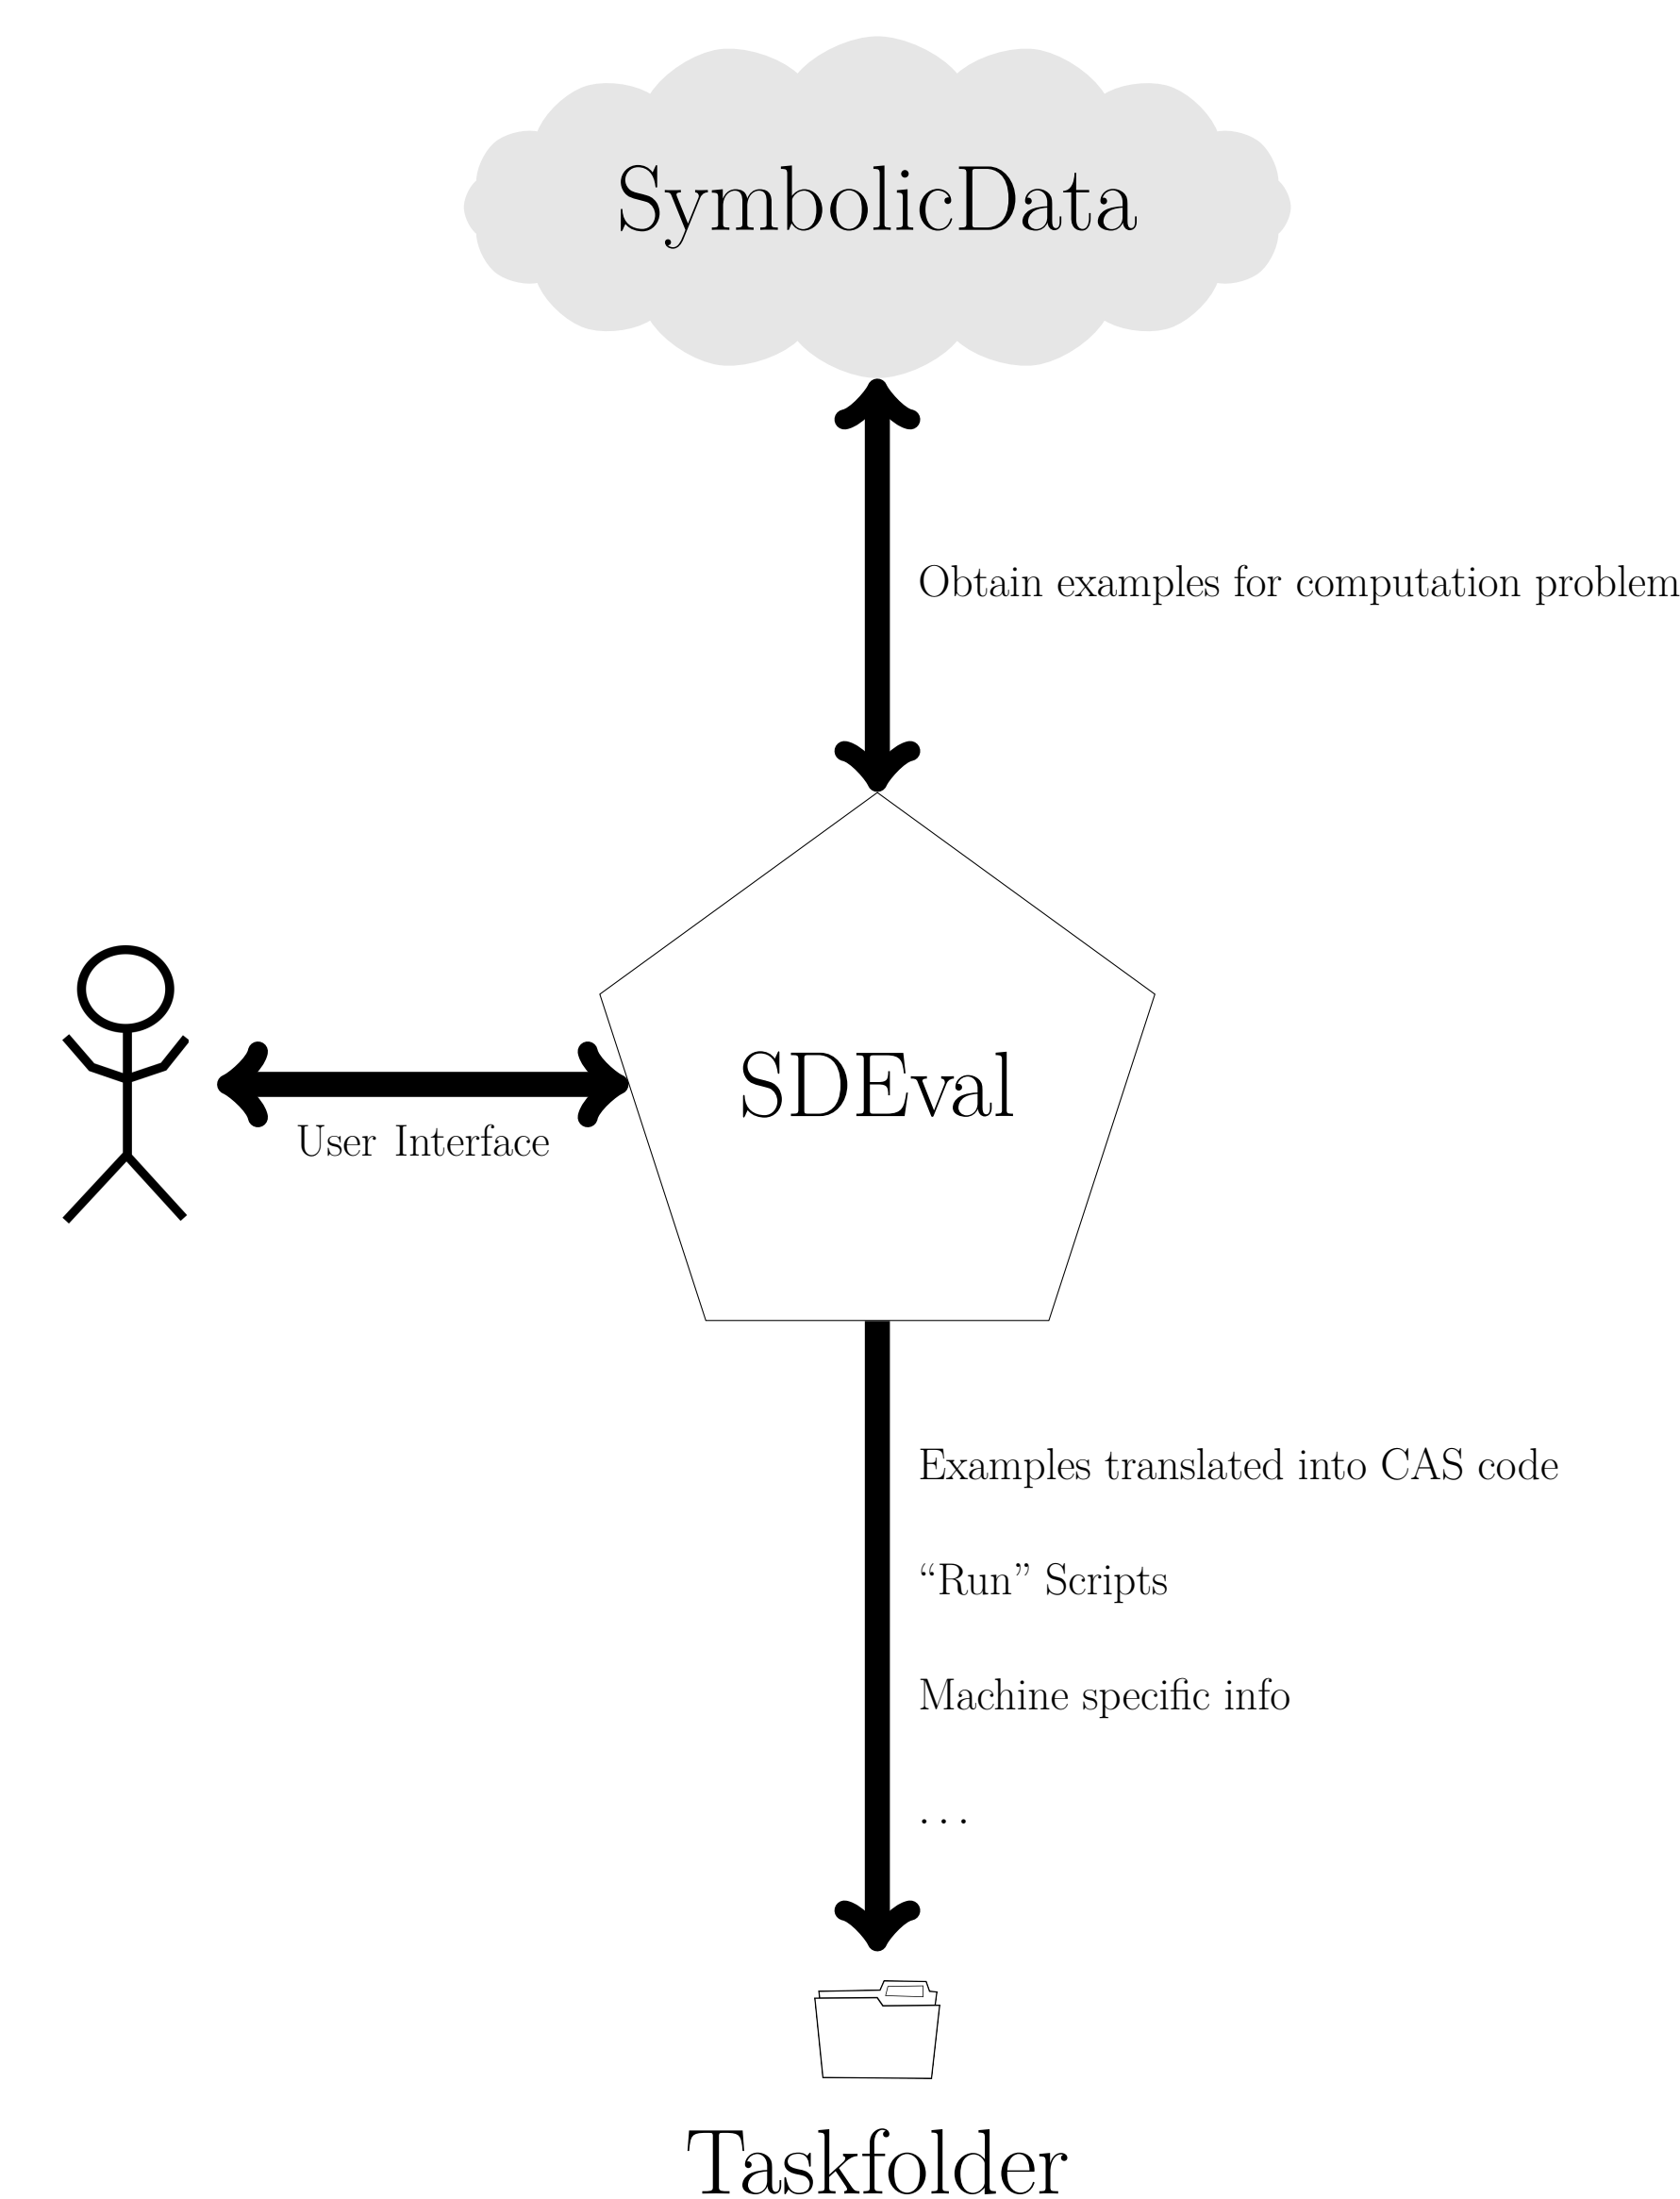 SymbolicData
Obtain examples for computation problem
SDEval
User Interface
Examples translated into CAS code
“Run” Scripts
Machine specific info
. . .
Taskfolder